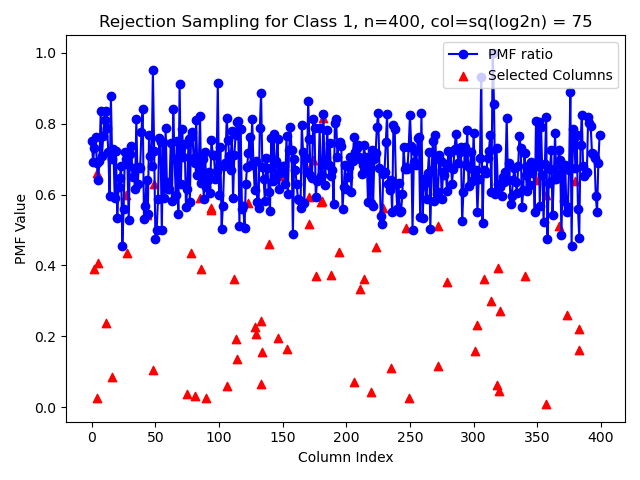 Rejection Sampling for Class 1, n=400, col=sq(log2n) = 75
PMF ratio
Selected Columns
PMF Value
1.0
0.8
0.6
0.4
0.2
0.0
0 50 100 150 200 250 300 350 400
Column Index